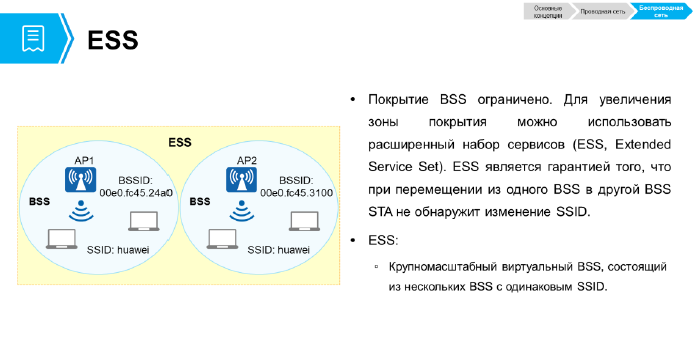 Основные
концепции
Проводная сеть
Беспроводная
сеть
ESS
ESS
AP1
AP2
BSSID:
00e0.fc45.24a0
BSSID:
00e0.fc45.3100
BSS
BSS
SSID: huawei
SSID: huawei
• Покрытие BSS ограничено. Для увеличения
зоны покрытия можно использовать
расширенный набор сервисов (ESS, Extended
Service Set). ESS является гарантией того, что
при перемещении из одного BSS в другой BSS
STA не обнаружит изменение SSID.
• ESS:
▫ Крупномасштабный виртуальный BSS, состоящий
из нескольких BSS с одинаковым SSID.